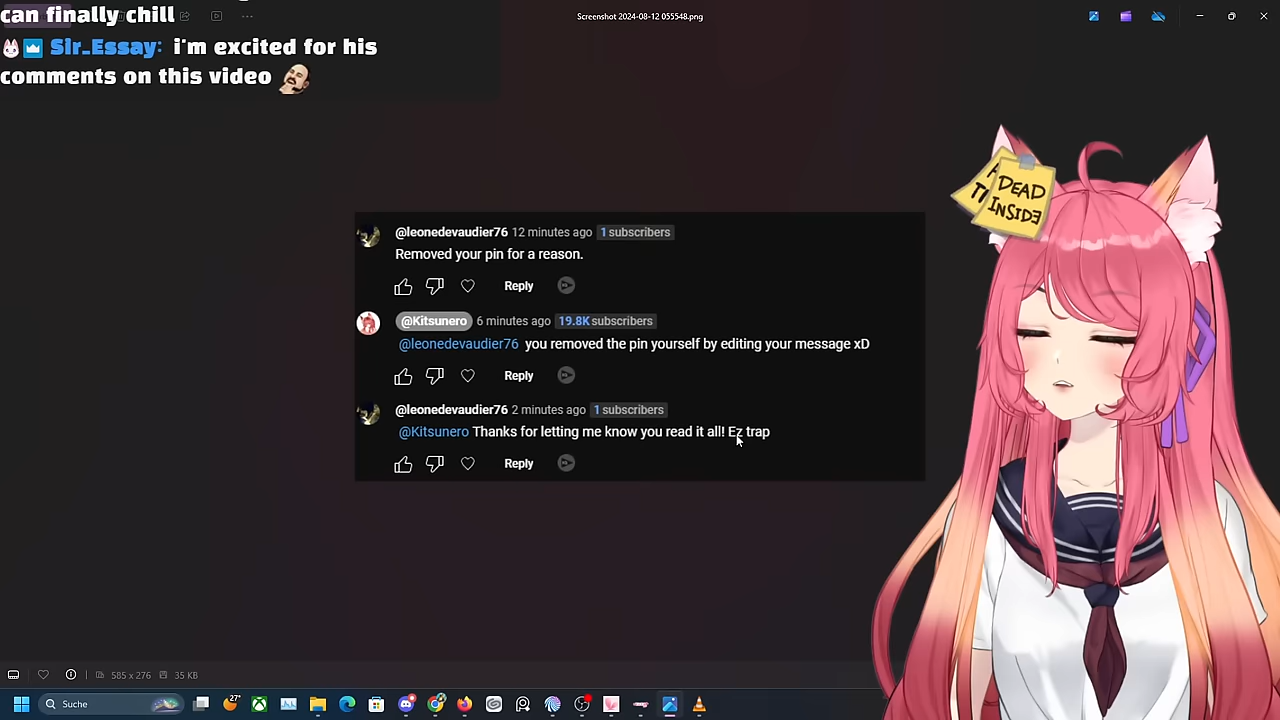 can finally chill
Sir_Essay: i'm excited for his
comments on this video
Screenshot 2024-08-12 055548.png
DEAD
INSIDE
@leonedevaudier76 12 minutes ago 1 subscribers
Removed your pin for a reason.
Reply
@Kitsunero 6 minutes ago 19.8K subscribers
@leonedevaudier76 you removed the pin yourself by editing your message xD
Reply
@leonedevaudier76 2 minutes ago 1 subscribers
@Kitsunero Thanks for letting me know you read it all! Ez trap
Reply
585 x 276 35 KB
Suche
27°